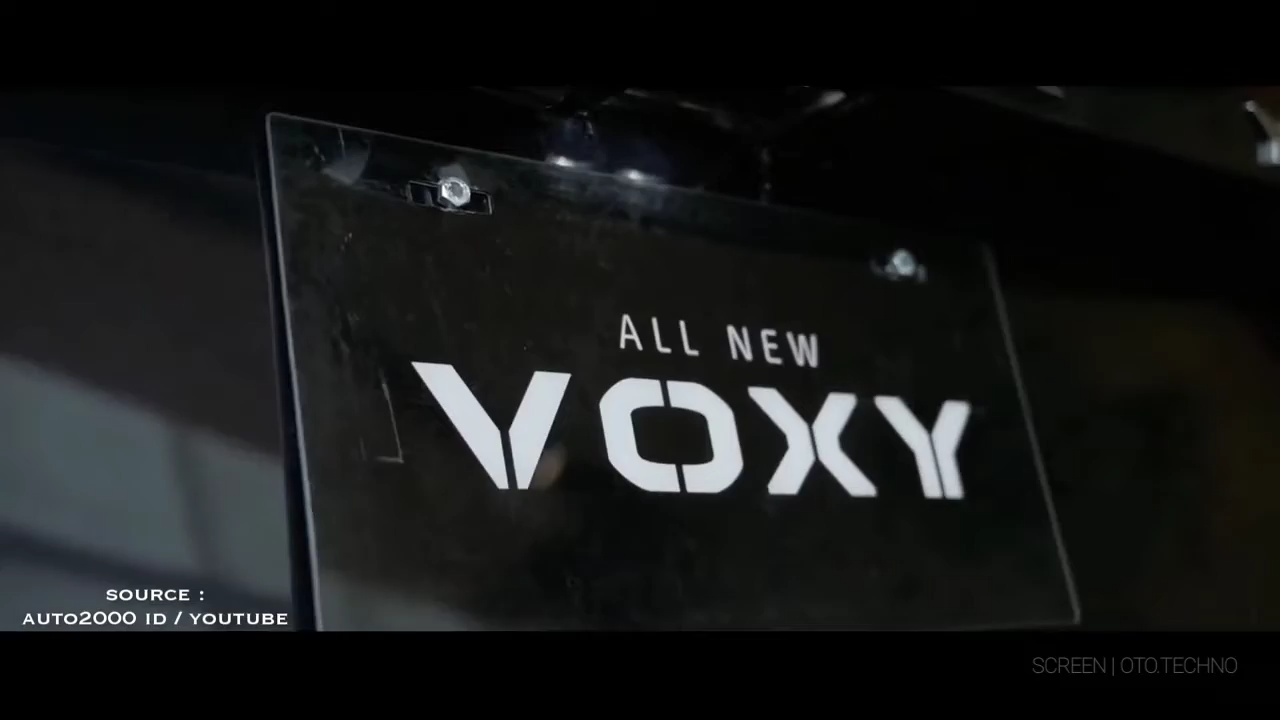 ALL NEW
VOXY
SOURCE :
AUTO2000 ID / YOUTUBE
SCREEN | OTO.TECHNO